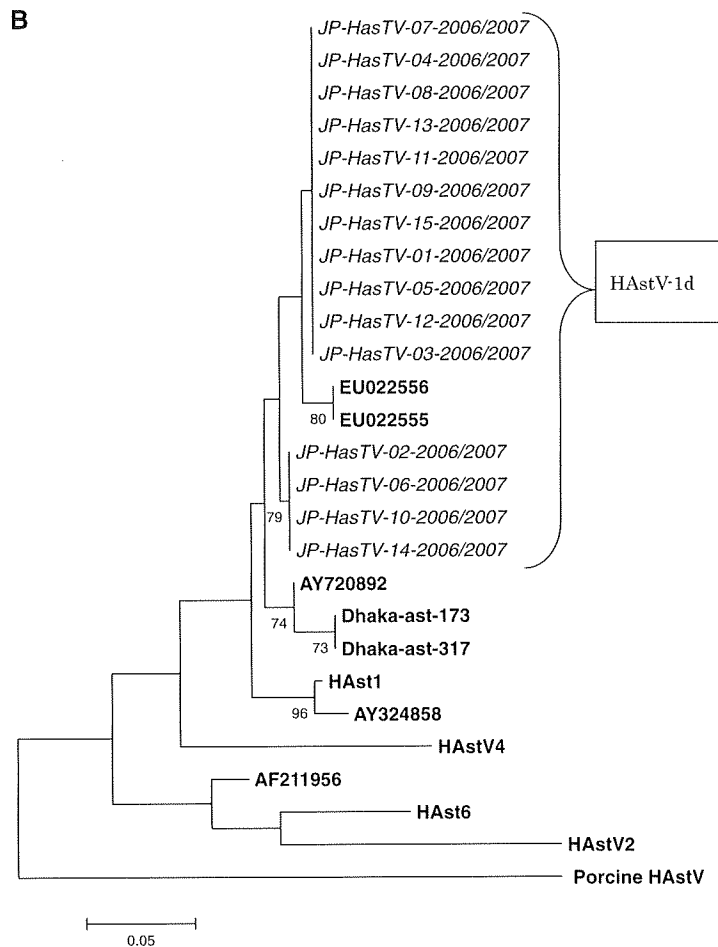 B
JP-HasTV-07-2006/2007
JP-HasTV-04-2006/2007
JP-HasTV-08-2006/2007
JP-HasTV-13-2006/2007
JP-HasTV-11-2006/2007
JP-HasTV-09-2006/2007
JP-HasTV-15-2006/2007
JP-HasTV-01-2006/2007
HAstV-1d
JP-HasTV-05-2006/2007
JP-HasTV-12-2006/2007
JP-HasTV-03-2006/2007
EU022556
80
EU022555
JP-HasTV-02-2006/2007
JP-HasTV-06-2006/2007
79
JP-HasTV-10-2006/2007
JP-HasTV-14-2006/2007
AY720892
74
Dhaka-ast-173
73
Dhaka-ast-317
HAst1
96
AY324858
HAstV4
AF211956
HAst6
HAstV2
Porcine HAstV
0.05